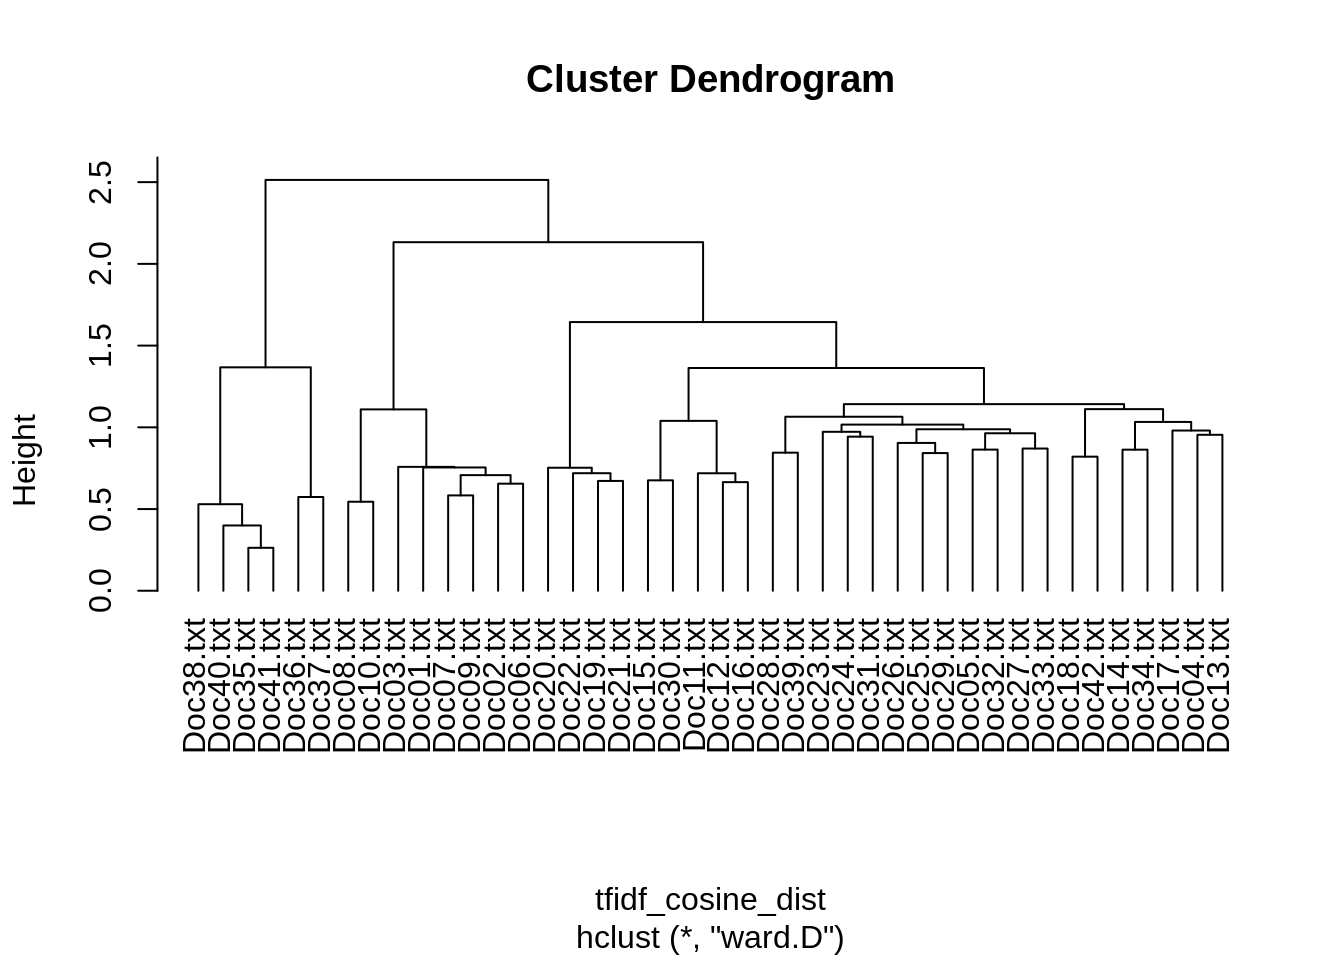 Cluster Dendrogram
Height
2.5
2.0
1.5
1.0
0.5
0.0
Doc38.txt
Doc40.txt
Doc35.txt
Doc41.txt
Doc36.txt
Doc37.txt
Doc08.txt
Doc10.txt
Doc03.txt
Doc01.txt
Doc07.txt
Doc09.txt
Doc02.txt
Doc06.txt
Doc20.txt
Doc22.txt
Doc19.txt
Doc21.txt
Doc15.txt
Doc30.txt
Doc11.txt
Doc12.txt
Doc16.txt
Doc28.txt
Doc39.txt
Doc23.txt
Doc24.txt
Doc31.txt
Doc26.txt
Doc25.txt
Doc29.txt
Doc05.txt
Doc32.txt
Doc27.txt
Doc33.txt
Doc18.txt
Doc42.txt
Doc14.txt
Doc34.txt
Doc17.txt
Doc04.txt
Doc13.txt
tfidf_cosine_dist
hclust (*, "ward.D")